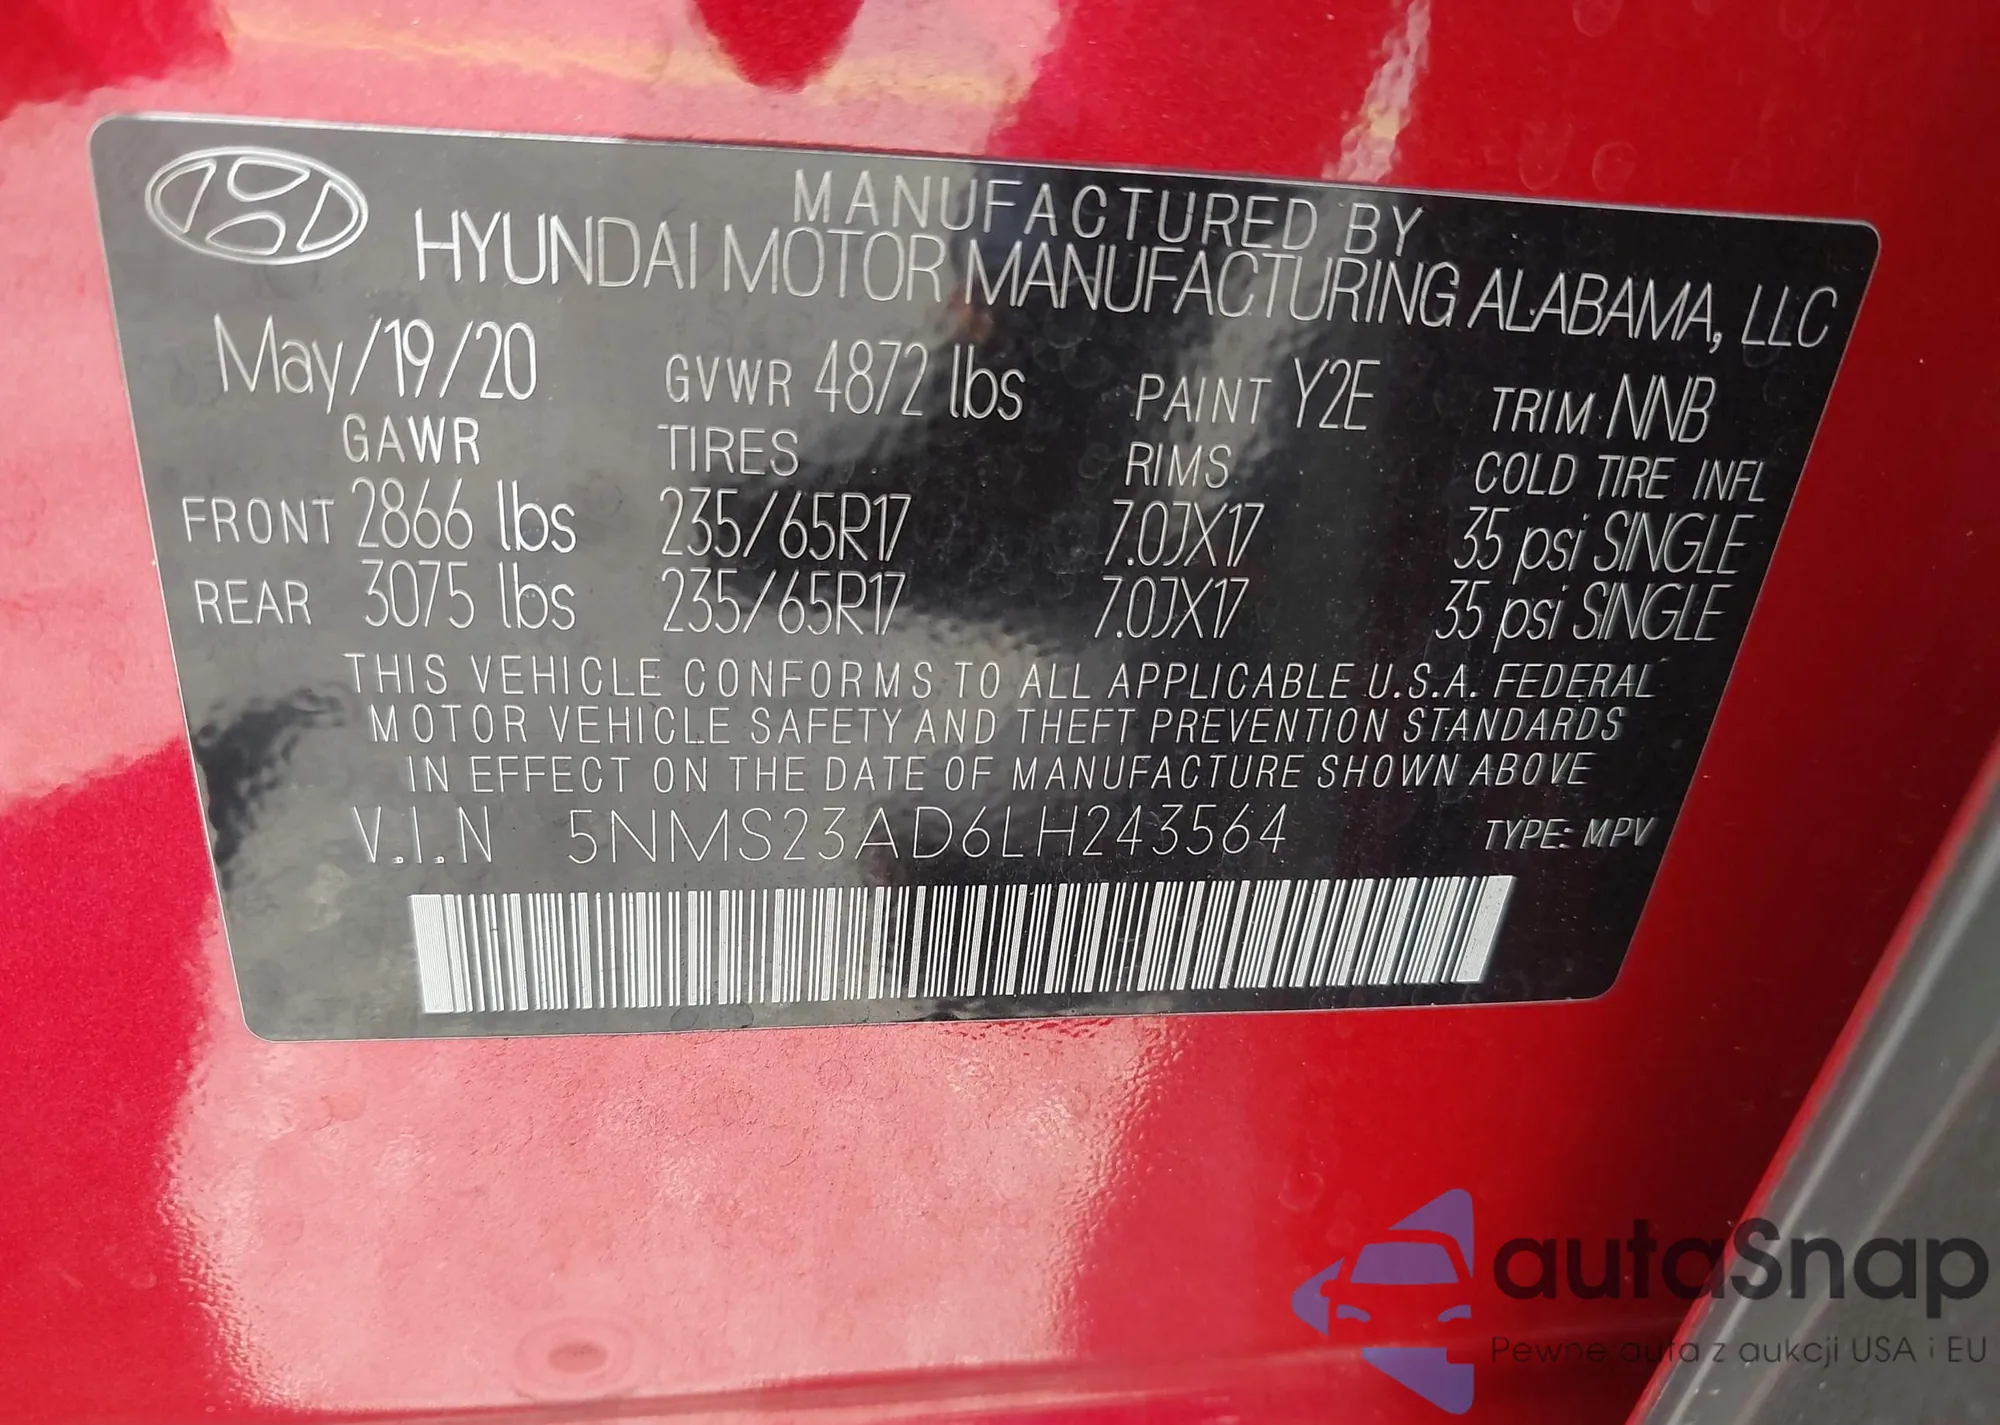 MANUFACTURED BY
HYUNDAI MOTOR MANUFACTURING ALABAMA, LLC
May/19/20 GVWR 4872 lbs PAINT Y2E TRIM NNB
GAWR TIRES RIMS COLD TIRE INFL
FRONT 2866 lbs 235/65R17 7.0JX17 35 psi SINGLE
REAR 3075 lbs 235/65R17 7.0JX17 35 psi SINGLE
THIS VEHICLE CONFORMS TO ALL APPLICABLE U.S.A. FEDERAL
MOTOR VEHICLE SAFETY AND THEFT PREVENTION STANDARDS
IN EFFECT ON THE DATE OF MANUFACTURE SHOWN ABOVE
V.I.N 5NMS23AD6LH243564 TYPE: MPV
autaSnap
Pewne auta z aukcji USA i EU